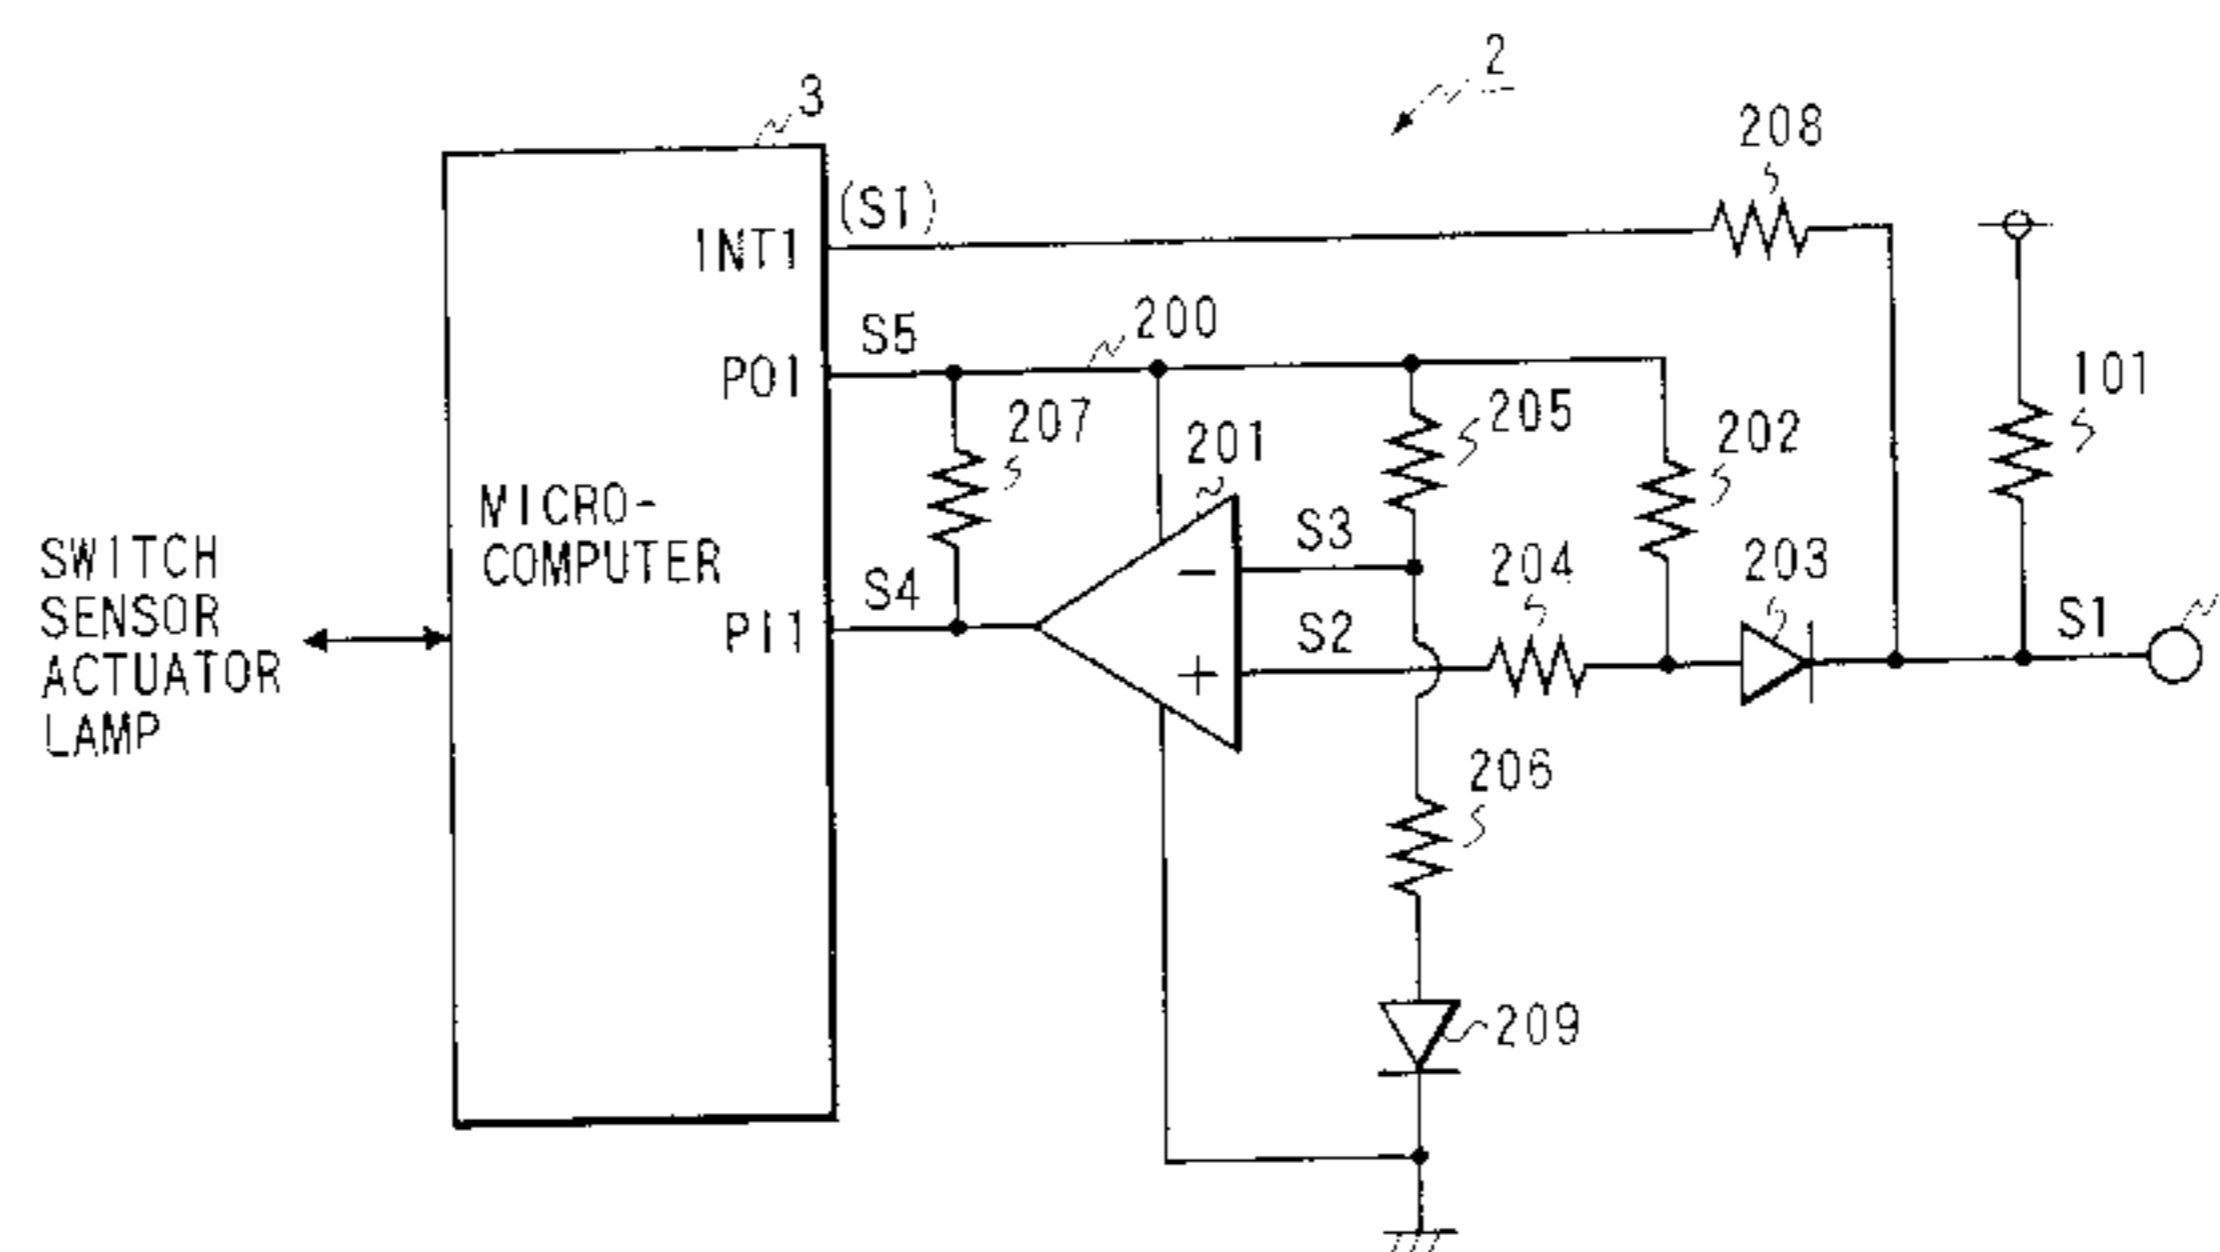 2
3
208
(S1)
INT1
S5
200
PO1
207
201
205
202
101
MICRO-
COMPUTER
S3
204
203
SWITCH
SENSOR
ACTUATOR
LAMP
S4
PI1
S2
S1
−
+
206
209